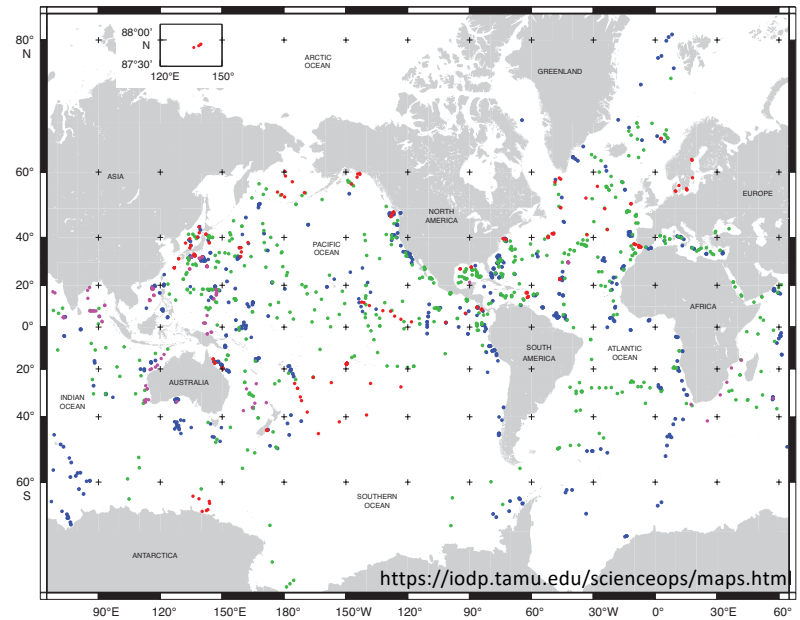 88°00'
N
87°30'
120°E
150°
80°
N
ARCTIC
OCEAN
GREENLAND
60°
ASIA
EUROPE
NORTH
AMERICA
40°
PACIFIC
OCEAN
20°
AFRICA
0°
SOUTH
AMERICA
ATLANTIC
OCEAN
20°
AUSTRALIA
INDIAN
OCEAN
40°
60°
S
SOUTHERN
OCEAN
ANTARCTICA
https://iodp.tamu.edu/scienceops/maps.html
90°E
120°
150°E
180°
150°W
120°
90°
60°
30°W
0°
30°E
60°